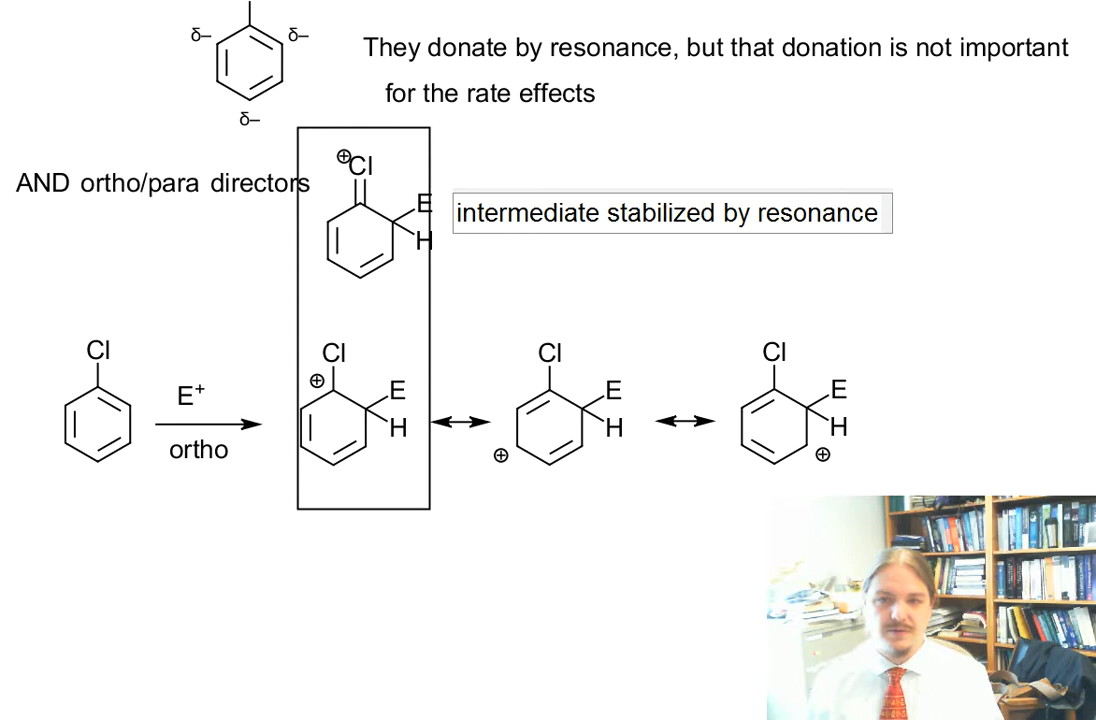 δ–
δ–
They donate by resonance, but that donation is not important
for the rate effects
δ–
⊕Cl
AND ortho/para directors
E
intermediate stabilized by resonance
H
Cl
Cl
Cl
Cl
⊕
E
E
E
E⁺
H
H
H
ortho
⊕
⊕